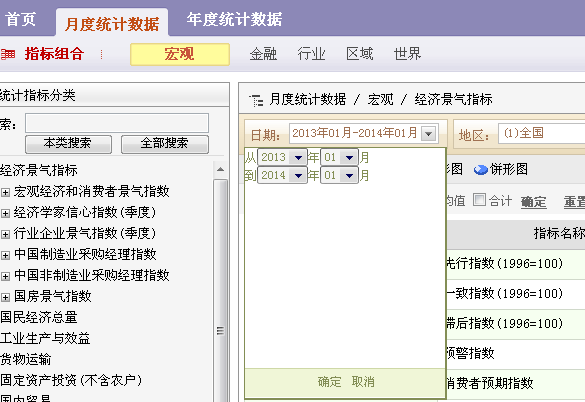 首页 月度统计数据 年度统计数据
指标组合 宏观 金融 行业 区域 世界
统计指标分类
索:
本类搜索 全部搜索
经济景气指标
宏观经济和消费者景气指数
经济学家信心指数(季度)
行业企业景气指数(季度)
中国制造业采购经理指数
中国非制造业采购经理指数
国房景气指数
国民经济总量
工业生产与效益
货物运输
固定资产投资(不含农户)
国内贸易
月度统计数据 / 宏观 / 经济景气指标
日期: 2013年01月-2014年01月 地区: (1)全国
从 2013 年 01 月
到 2014 年 01 月
确定 取消
形图 饼形图
均值 合计 确定 重置
指标名称
先行指数(1996=100)
一致指数(1996=100)
滞后指数(1996=100)
预警指数
消费者预期指数